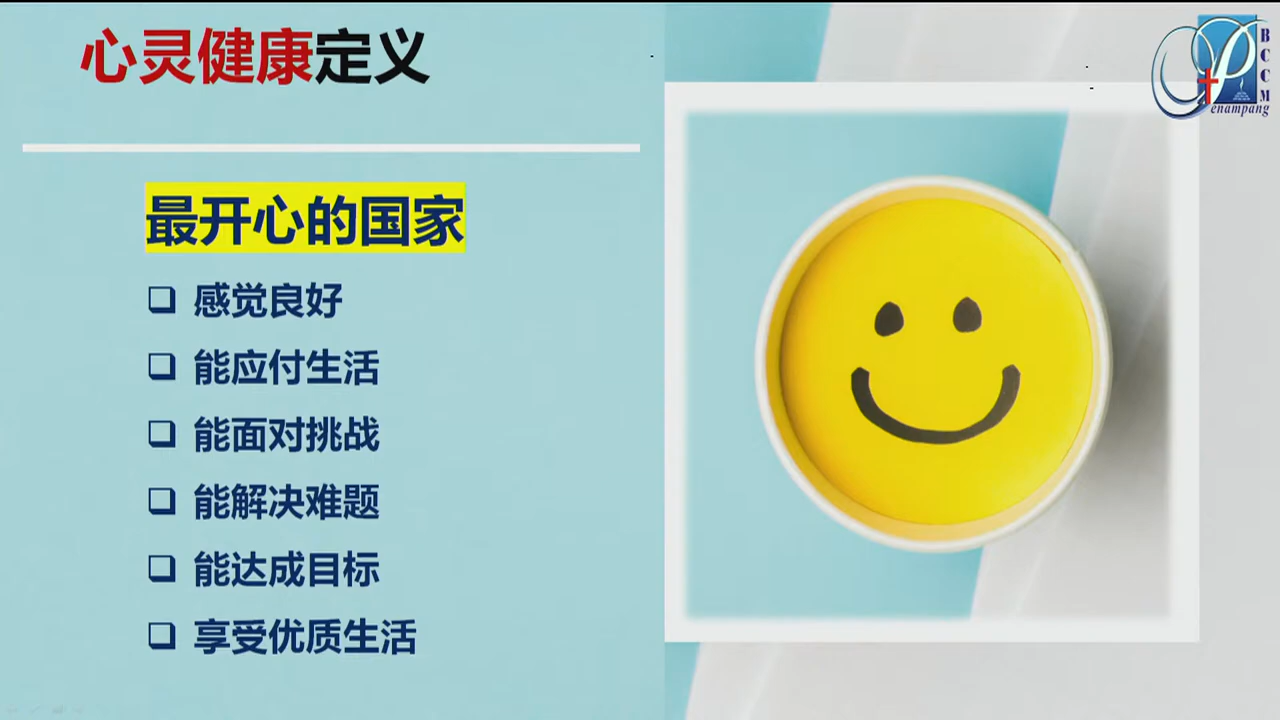 心灵健康定义
BCCM
Penampang
最开心的国家
感觉良好
能应付生活
能面对挑战
能解决难题
能达成目标
享受优质生活